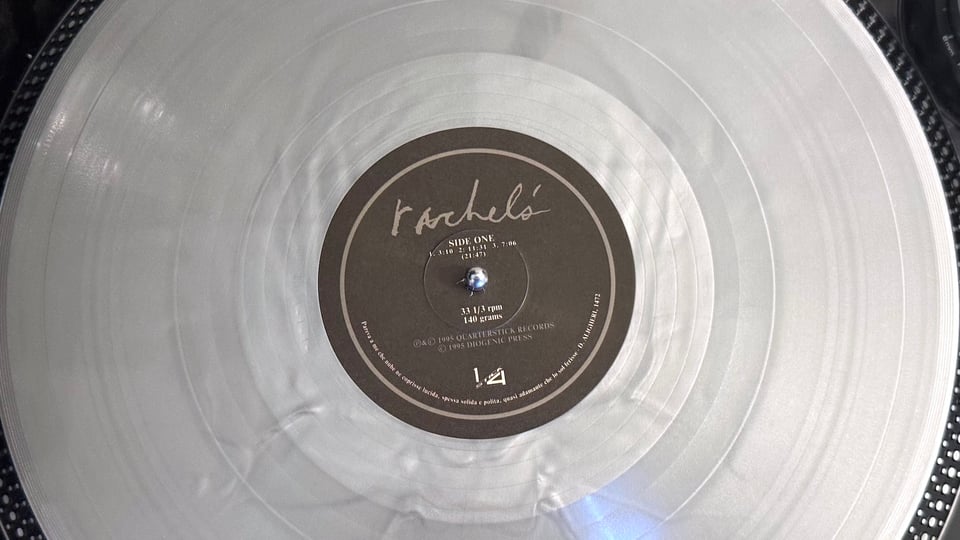 rachel's
SIDE ONE
1. 3:10 2. 11:31 3. 7:06
(21:47)
33 1/3 rpm
140 grams
Ⓟ&© 1995 QUARTERSTICK RECORDS
© 1995 DIOGENIC PRESS
Pareva a me che nube ne coprisse lucida, spessa solida e polita, quasi adamante che lo sol ferisse - D. ALIGHERI, 1472